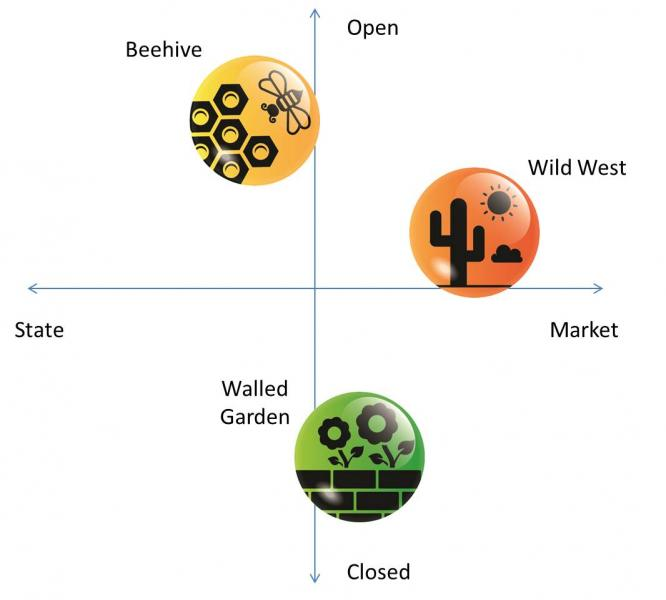 Open
Beehive
Wild West
State
Market
Walled
Garden
Closed